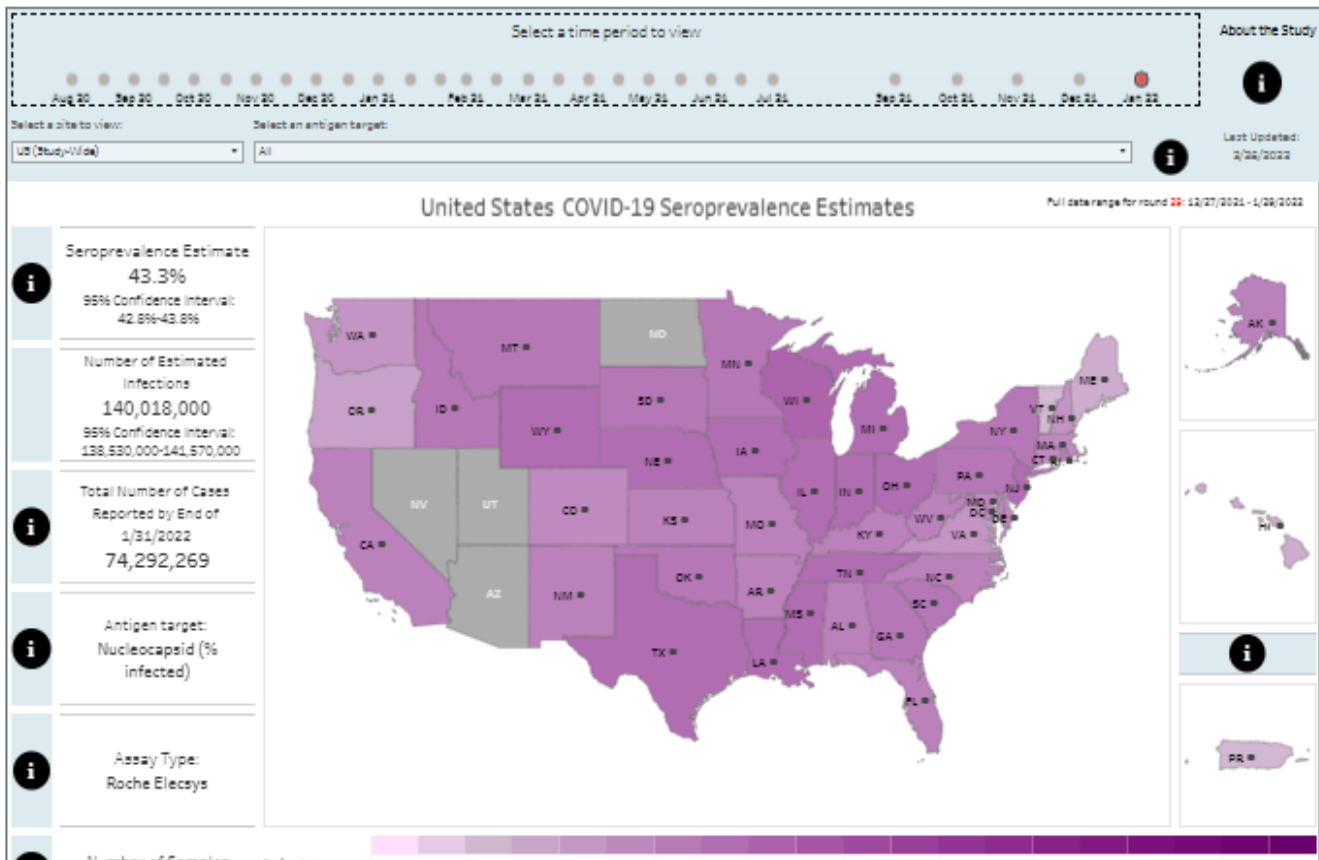 Select a time period to view
About the Study
Aug 20 Sep 20 Oct 20 Nov 20 Dec 20 Jan 21 Feb 21 Mar 21 Apr 21 May 21 Jun 21 Jul 21 Sep 21 Oct 21 Nov 21 Dec 21 Jan 22
Select a site to view:
Select an antigen target:
US (Study-Wide)
All
Last Updated:
2/26/2022
United States COVID-19 Seroprevalence Estimates
Full date range for round : 12/27/2021 - 1/29/2022
Seroprevalence Estimate
43.3%
95% Confidence Interval:
42.8%-43.8%
Number of Estimated
Infections
140,018,000
95% Confidence Interval:
138,530,000-141,570,000
Total Number of Cases
Reported by End of
1/31/2022
74,292,269
Antigen target:
Nucleocapsid (%
infected)
Assay Type:
Roche Elecsys
Number of Samples
WA
MT
ND
MN
ME
OR
ID
SD
WI
VT
NH
WY
MI
NY
MA
CT
RI
NE
IA
PA
NJ
NV
UT
CO
IL
IN
OH
MD
DC
DE
KS
MO
WV
VA
KY
CA
AZ
NM
OK
AR
TN
NC
SC
MS
AL
GA
TX
LA
FL
AK
HI
PR